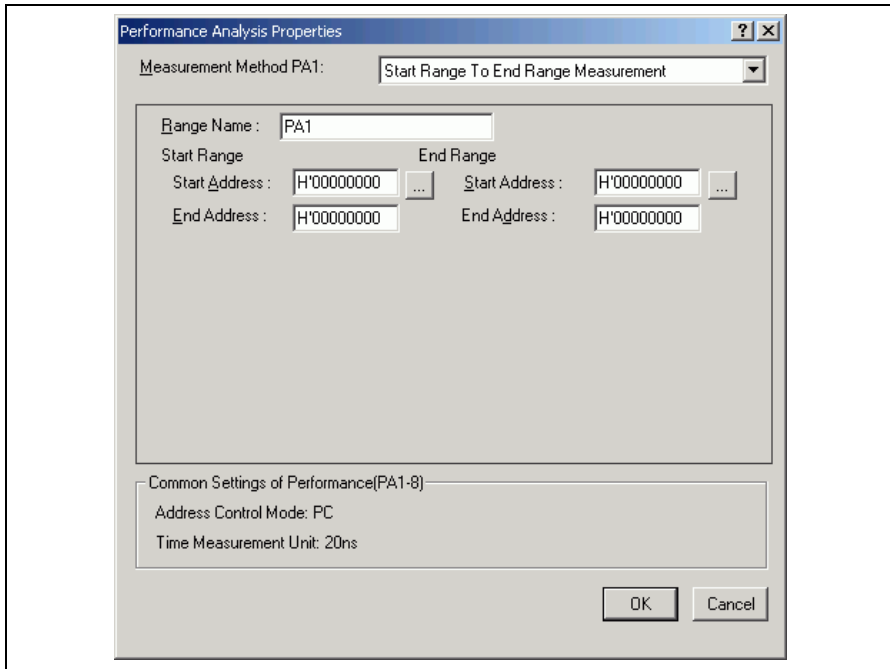 Performance Analysis Properties
Measurement Method PA1: Start Range To End Range Measurement
Range Name : PA1
Start Range End Range
Start Address : H'00000000 ... Start Address : H'00000000 ...
End Address : H'00000000 End Address : H'00000000
Common Settings of Performance(PA1-8)
Address Control Mode: PC
Time Measurement Unit: 20ns
OK Cancel